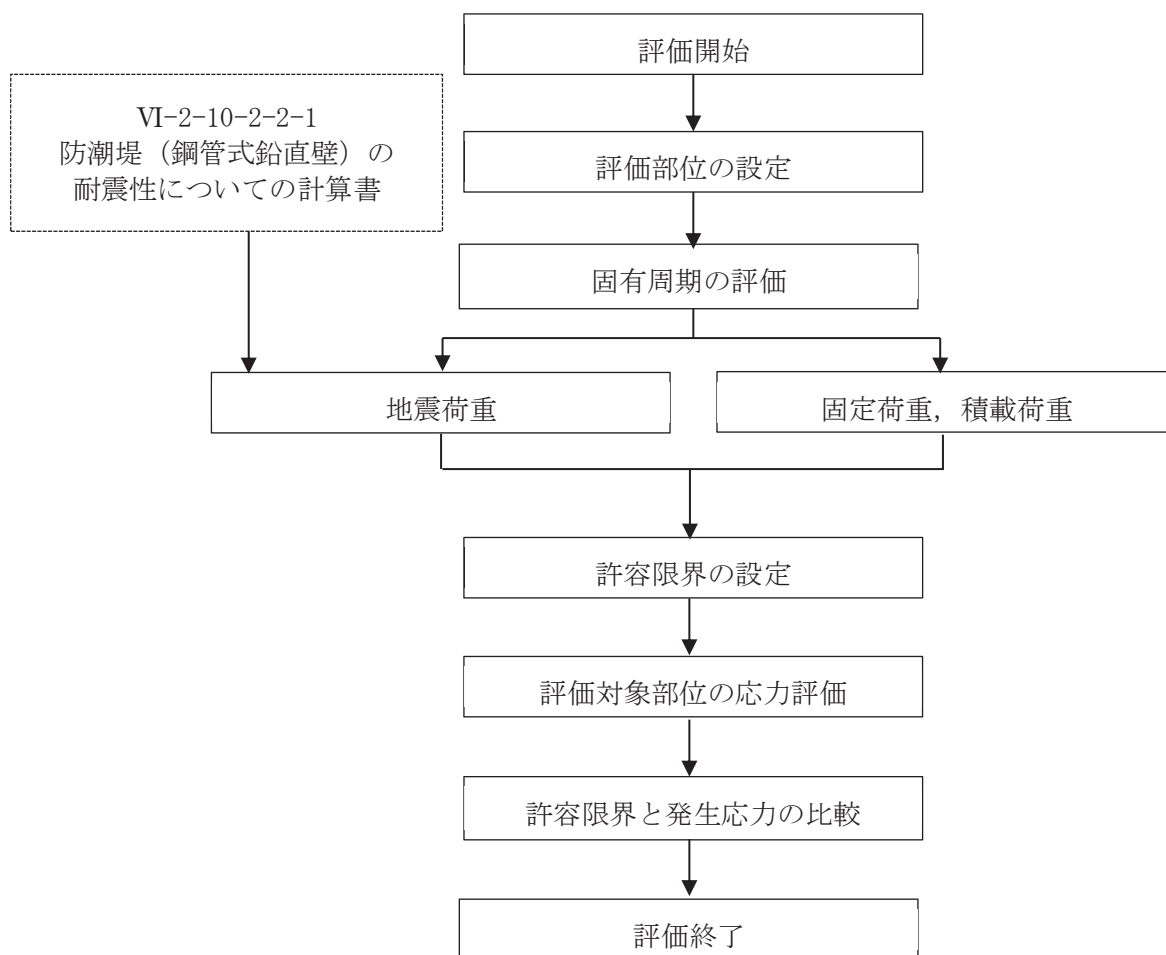 評価開始
Ⅵ-2-10-2-2-1
防潮堤（鋼管式鉛直壁）の
耐震性についての計算書
評価部位の設定
固有周期の評価
地震荷重
固定荷重，積載荷重
許容限界の設定
評価対象部位の応力評価
許容限界と発生応力の比較
評価終了